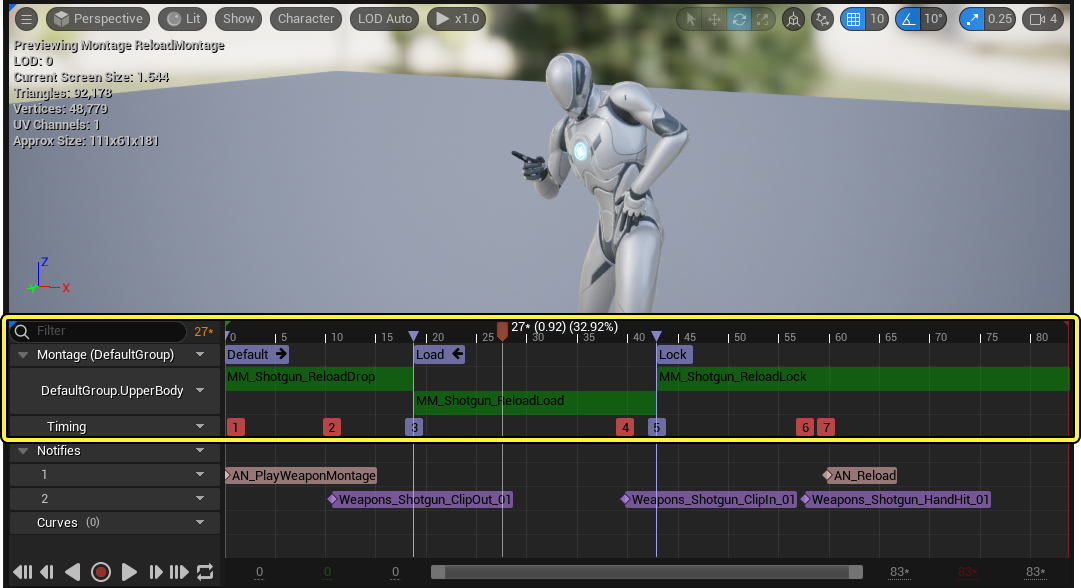 Perspective Lit Show Character LOD Auto x1.0 10 10° 0.25 4
Previewing Montage ReloadMontage
LOD: 0
Current Screen Size: 1.544
Triangles: 92,178
Vertices: 48,779
UV Channels: 1
Approx Size: 111x61x181
Z
X
Filter 27* 27* (0.92) (32.92%)
0 5 10 15 20 25 30 35 40 45 50 55 60 65 70 75 80
Montage (DefaultGroup) Default Load Lock
MM_Shotgun_ReloadDrop MM_Shotgun_ReloadLock
DefaultGroup.UpperBody
MM_Shotgun_ReloadLoad
Timing 1 2 3 4 5 6 7
Notifies
1 AN_PlayWeaponMontage AN_Reload
2 Weapons_Shotgun_ClipOut_01 Weapons_Shotgun_ClipIn_01 Weapons_Shotgun_HandHit_01
Curves (0)
0 0 0 83* 83* 83*